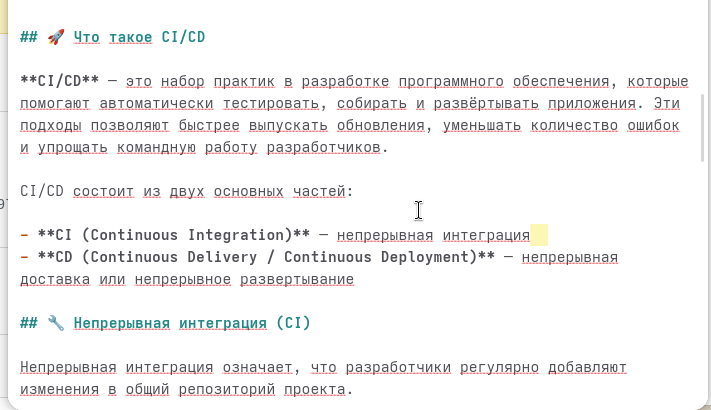 ## 🚀 Что такое CI/CD
**CI/CD** — это набор практик в разработке программного обеспечения, которые
помогают автоматически тестировать, собирать и развёртывать приложения. Эти
подходы позволяют быстрее выпускать обновления, уменьшать количество ошибок
и упрощать командную работу разработчиков.
CI/CD состоит из двух основных частей:
- **CI (Continuous Integration)** — непрерывная интеграция
- **CD (Continuous Delivery / Continuous Deployment)** — непрерывная
доставка или непрерывное развертывание
## 🔧 Непрерывная интеграция (CI)
Непрерывная интеграция означает, что разработчики регулярно добавляют
изменения в общий репозиторий проекта.